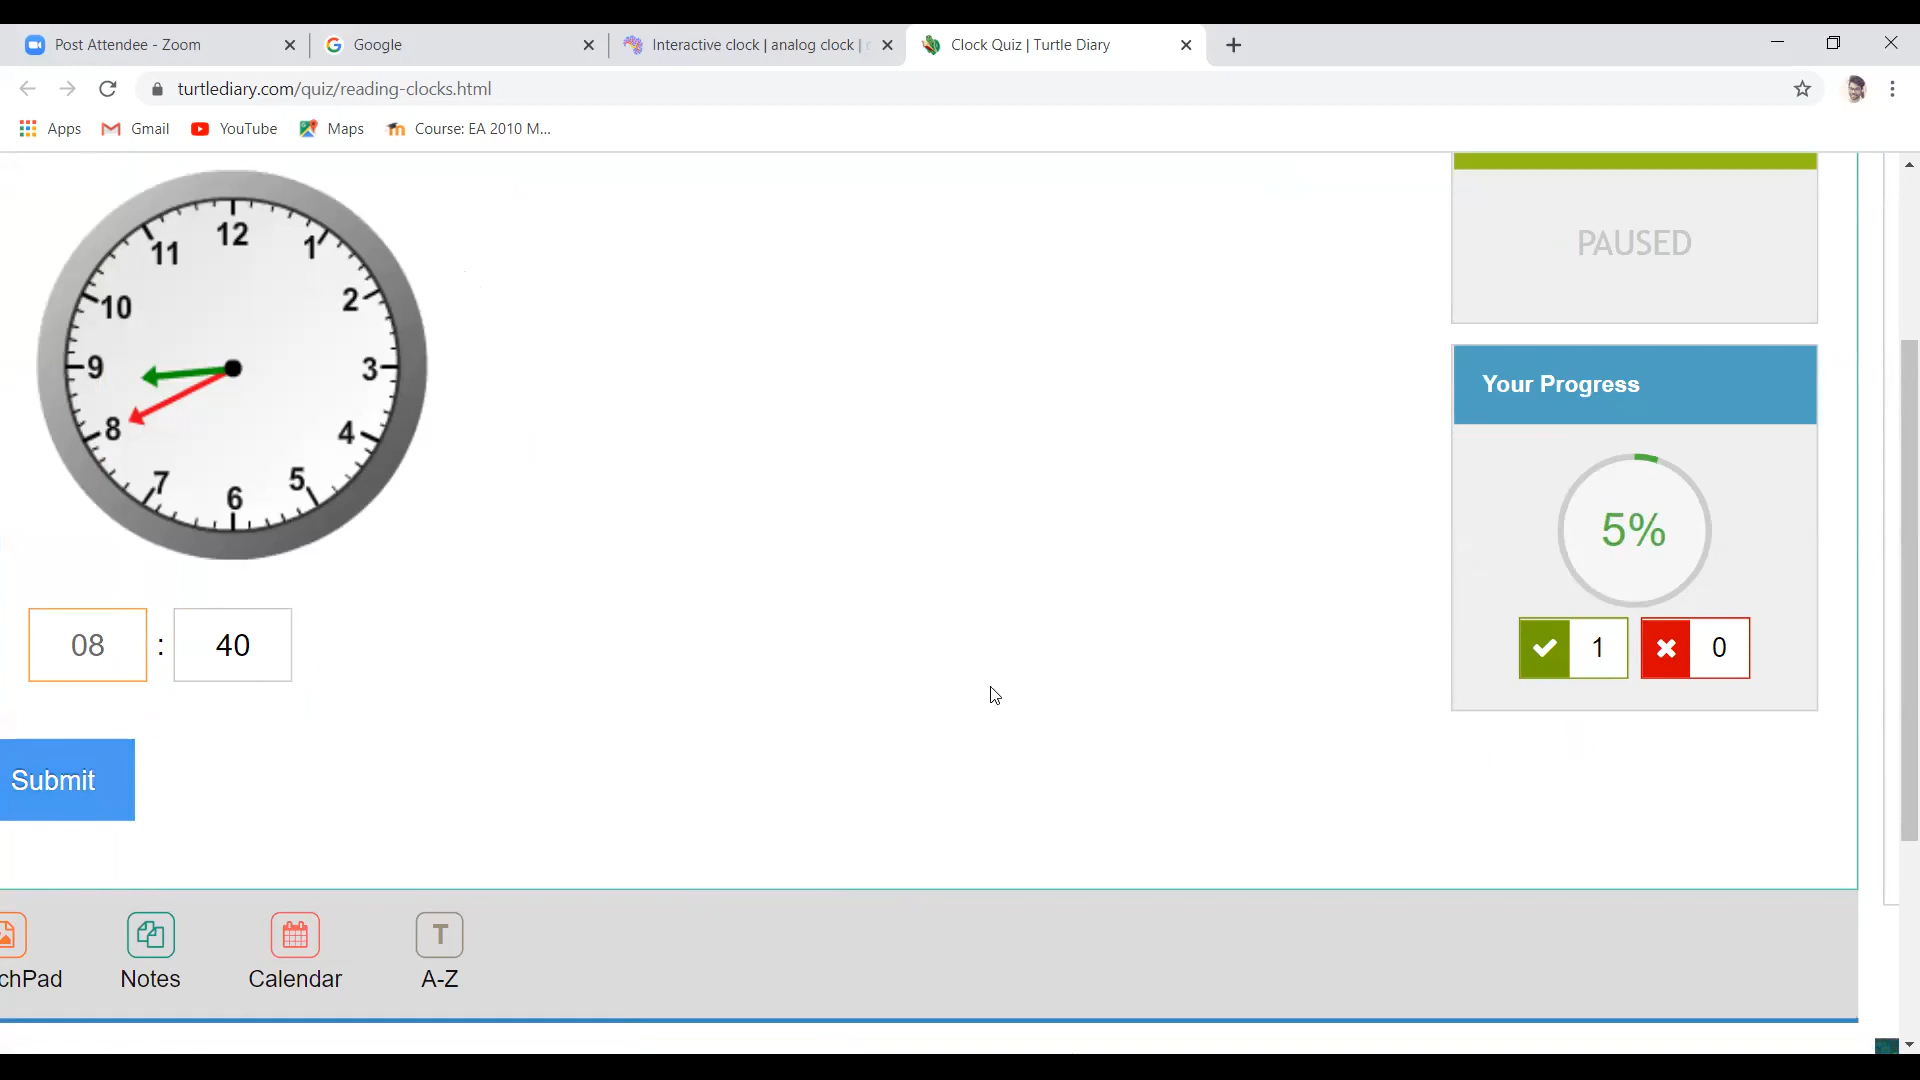 Post Attendee - Zoom
Google
Interactive clock | analog clock |
Clock Quiz | Turtle Diary
turtlediary.com/quiz/reading-clocks.html
Apps
Gmail
YouTube
Maps
Course: EA 2010 M...
12
11
1
10
2
9
3
8
4
7
5
6
PAUSED
Your Progress
5%
1
0
08 : 40
Submit
chPad
Notes
Calendar
T
A-Z